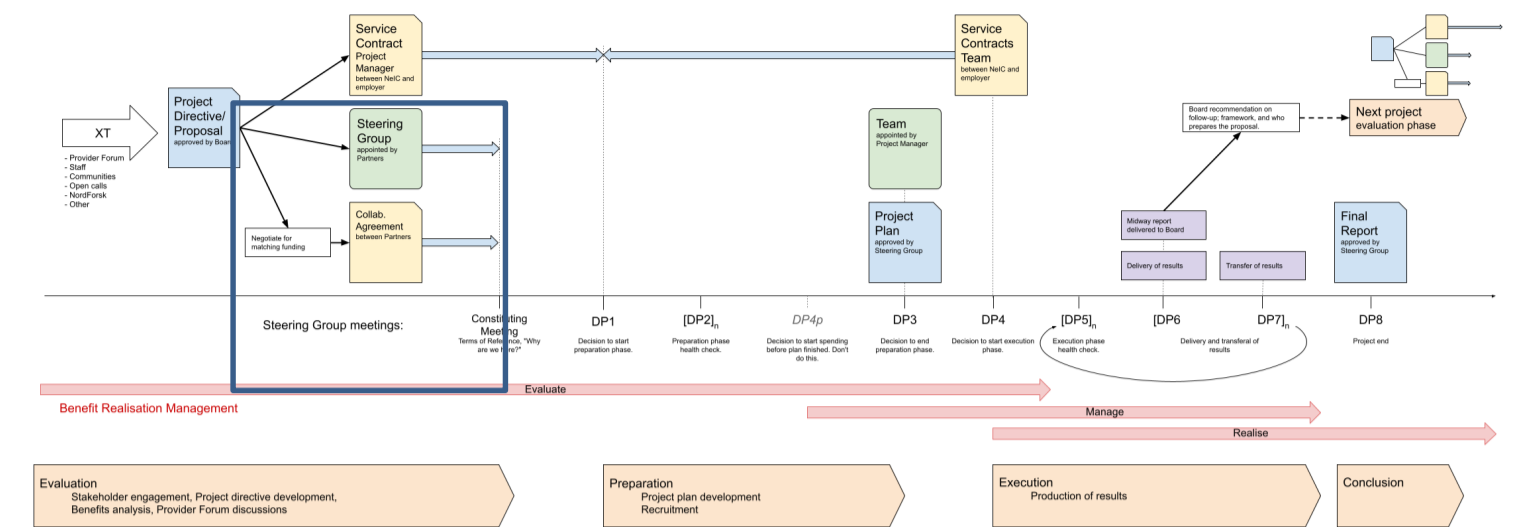 Service
Contract
Project
Manager
between NeIC and
employer
Service
Contracts
Team
between NeIC and
employer
Project
Directive/
Proposal
approved by Board
XT
- Provider Forum
- Staff
- Communities
- Open calls
- NordForsk
- Other
Steering
Group
appointed by
Partners
Team
appointed by
Project Manager
Board recommendation on
follow-up; framework, and who
prepares the proposal.
Next project
evaluation phase
Negotiate for
matching funding
Collab.
Agreement
between Partners
Project
Plan
approved by
Steering Group
Midway report
delivered to Board
Delivery of results
Transfer of results
Final
Report
approved by
Steering Group
Steering Group meetings:
Constituting
Meeting
Terms of Reference, "Why
are we here?"
DP1
Decision to start
preparation phase.
[DP2]n
Preparation phase
health check.
DP4p
Decision to start spending
before plan finished. Don't
do this.
DP3
Decision to end
preparation phase.
DP4
Decision to start execution
phase.
[DP5]n
Execution phase
health check.
[DP6
DP7]n
Delivery and transferal of
results
DP8
Project end
Evaluate
Benefit Realisation Management
Manage
Realise
Evaluation
Stakeholder engagement, Project directive development,
Benefits analysis, Provider Forum discussions
Preparation
Project plan development
Recruitment
Execution
Production of results
Conclusion